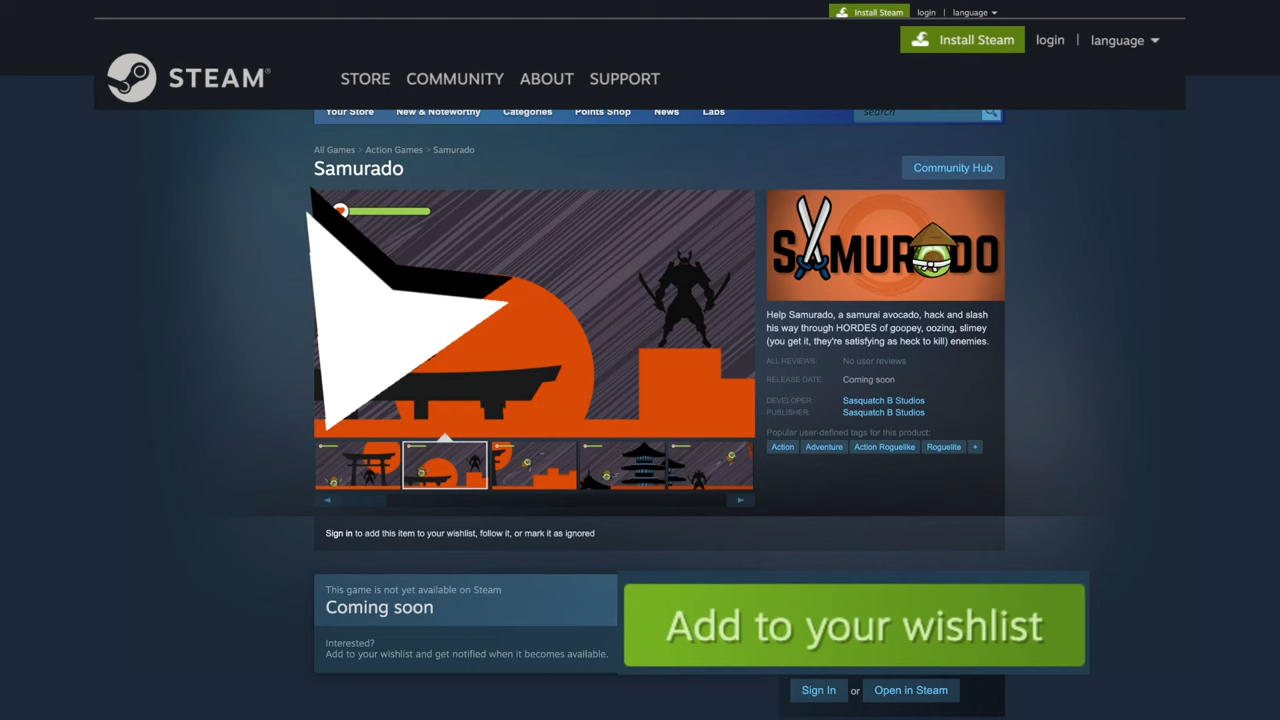 Install Steam login language
Install Steam login | language
STEAM® STORE COMMUNITY ABOUT SUPPORT
Your Store New & Noteworthy Categories Points Shop News Labs search
All Games > Action Games > Samurado
Samurado
Community Hub
SAMURADO
Help Samurado, a samurai avocado, hack and slash
his way through HORDES of goopey, oozing, slimey
(you get it, they're satisfying as heck to kill) enemies.
ALL REVIEWS: No user reviews
RELEASE DATE: Coming soon
DEVELOPER: Sasquatch B Studios
PUBLISHER: Sasquatch B Studios
Popular user-defined tags for this product:
Action Adventure Action Roguelike Roguelite +
Sign in to add this item to your wishlist, follow it, or mark it as ignored
This game is not yet available on Steam
Coming soon
Interested?
Add to your wishlist and get notified when it becomes available.
Add to your wishlist
Sign In or Open in Steam